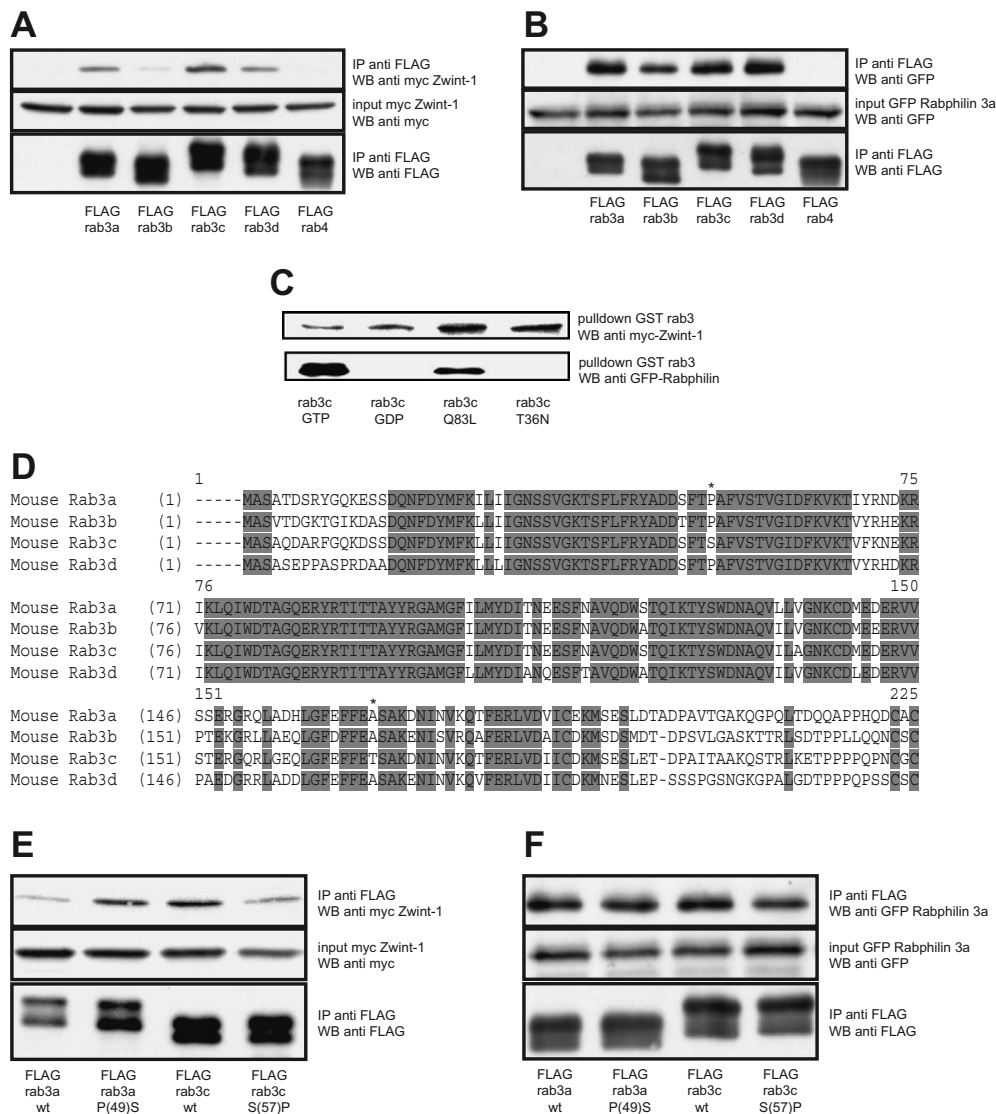 A
IP anti FLAG
WB anti myc Zwint-1
input myc Zwint-1
WB anti myc
IP anti FLAG
WB anti FLAG
FLAG FLAG FLAG FLAG FLAG
rab3a rab3b rab3c rab3d rab4
B
IP anti FLAG
WB anti GFP
input GFP Rabphilin 3a
WB anti GFP
IP anti FLAG
WB anti FLAG
FLAG FLAG FLAG FLAG FLAG
rab3a rab3b rab3c rab3d rab4
C
pulldown GST rab3
WB anti myc-Zwint-1
pulldown GST rab3
WB anti GFP-Rabphilin
rab3c rab3c rab3c rab3c
GTP GDP Q83L T36N
D
1 75
*
Mouse Rab3a (1) -----MASATDSRYGQKESSDQNFDYMFKILIIGNSSVGKTSFLFRYADDSFTPAFVSTVGIDFKVKTIYRNDKR
Mouse Rab3b (1) -----MASVTDGKTGIKDASDQNFDYMFKLLIIGNSSVGKTSFLFRYADDTFTPAFVSTVGIDFKVKTVYRHEKR
Mouse Rab3c (1) -----MASAQDARFGQKDSSDQNFDYMFKLLIIGNSSVGKTSFLFRYADDSFTSAFVSTVGIDFKVKTVFKNEKR
Mouse Rab3d (1) -----MASASEPPASPRDAADQNFDYMFKLLLIGNSSVGKTSFLFRYADDSFTPAFVSTVGIDFKVKTVYRHDKR
76 150
Mouse Rab3a (71) IKLQIWDTAGQERYRTITTAYYRGAMGFILMYDITNEESFNAVQDWSTQIKTYSWDNAQVLLVGNKCDMEDERVV
Mouse Rab3b (76) VKLQIWDTAGQERYRTITTAYYRGAMGFILMYDITNEESFNAVQDWATQIKTYSWDNAQVILVGNKCDMEEERVV
Mouse Rab3c (76) IKLQIWDTAGQERYRTITTAYYRGAMGFILMYDITNEESFNAVQDWSTQIKTYSWDNAQVILAGNKCDMEDERVV
Mouse Rab3d (71) IKLQIWDTAGQERYRTITTAYYRGAMGFLLMYDIANQESFTAVQDWATQIKTYSWDNAQVILVGNKCDLEDERVV
151 225
*
Mouse Rab3a (146) SSERGRQLADHLGFEFFEASAKDNINVKQTFERLVDVICEKMSESLDTADPAVTGAKQGPQLTDQQAPPHQDCAC
Mouse Rab3b (151) PTEKGRLLAEQLGFDFFEASAKENISVRQAFERLVDAICDKMSDSMDT-DPSVLGASKTTRLSDTPPLLQQNCSC
Mouse Rab3c (151) STERGQRLGEQLGFEFFETSAKDNINVKQTFERLVDIICDKMSESLET-DPAITAAKQSTRLKETPPPPQPNCGC
Mouse Rab3d (146) PAEDGRRLADDLGFEFFEASAKENINVKQVFERLVDIICDKMNESLEP-SSSPGSNGKGPALGDTPPPQPSSCSC
E
IP anti FLAG
WB anti myc Zwint-1
input myc Zwint-1
WB anti myc
IP anti FLAG
WB anti FLAG
FLAG FLAG FLAG FLAG
rab3a rab3a rab3c rab3c
wt P(49)S wt S(57)P
F
IP anti FLAG
WB anti GFP Rabphilin 3a
input GFP Rabphilin 3a
WB anti GFP
IP anti FLAG
WB anti FLAG
FLAG FLAG FLAG FLAG
rab3a rab3a rab3c rab3c
wt P(49)S wt S(57)P